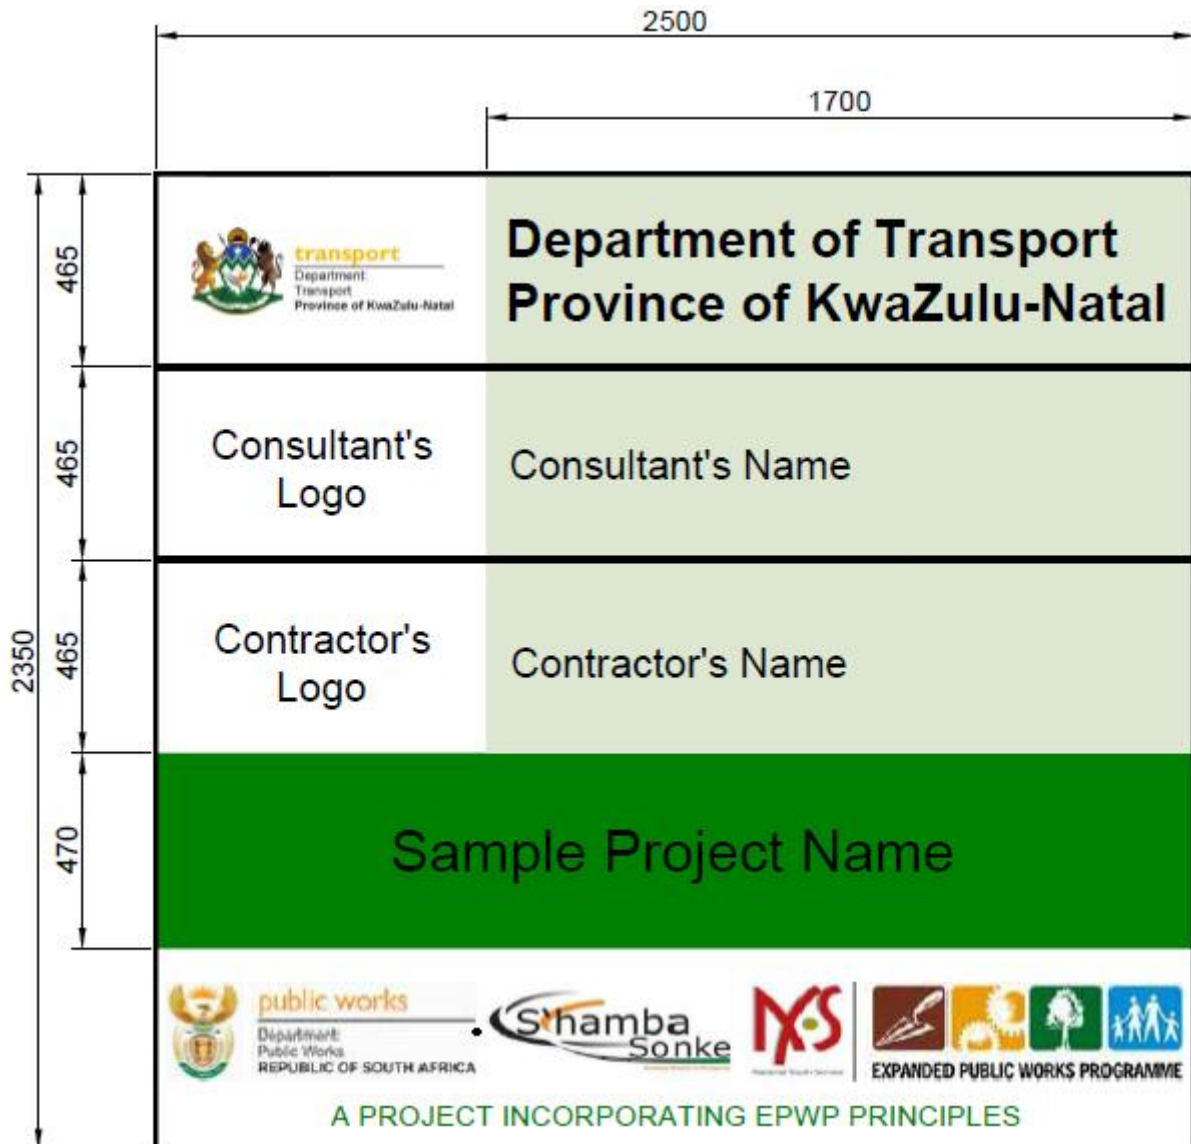 2500
1700
465
transport
Department:
Transport
Province of KwaZulu-Natal
Department of Transport
Province of KwaZulu-Natal
465
Consultant's
Logo
Consultant's Name
2350
465
Contractor's
Logo
Contractor's Name
470
Sample Project Name
public works
Department:
Public Works
REPUBLIC OF SOUTH AFRICA
S'hamba
Sonke
NYS
EXPANDED PUBLIC WORKS PROGRAMME
A PROJECT INCORPORATING EPWP PRINCIPLES